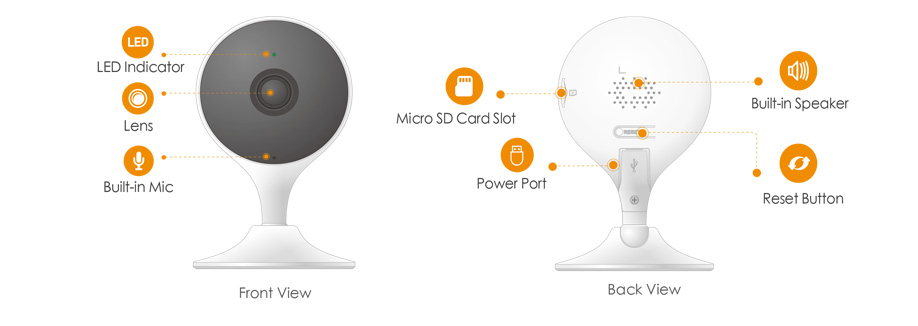 LED
LED Indicator
Lens
Built-in Mic
Front View
Micro SD Card Slot
Power Port
Built-in Speaker
Reset Button
Back View